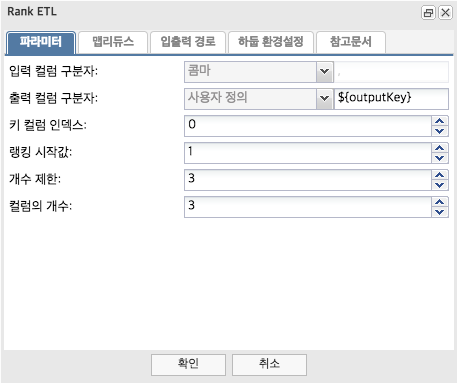 Rank ETL
파라미터 맵리듀스 입출력 경로 하둡 환경설정 참고문서
입력 컬럼 구분자: 콤마 ,
출력 컬럼 구분자: 사용자 정의 ${outputKey}
키 컬럼 인덱스: 0
랭킹 시작값: 1
개수 제한: 3
컬럼의 개수: 3
확인 취소